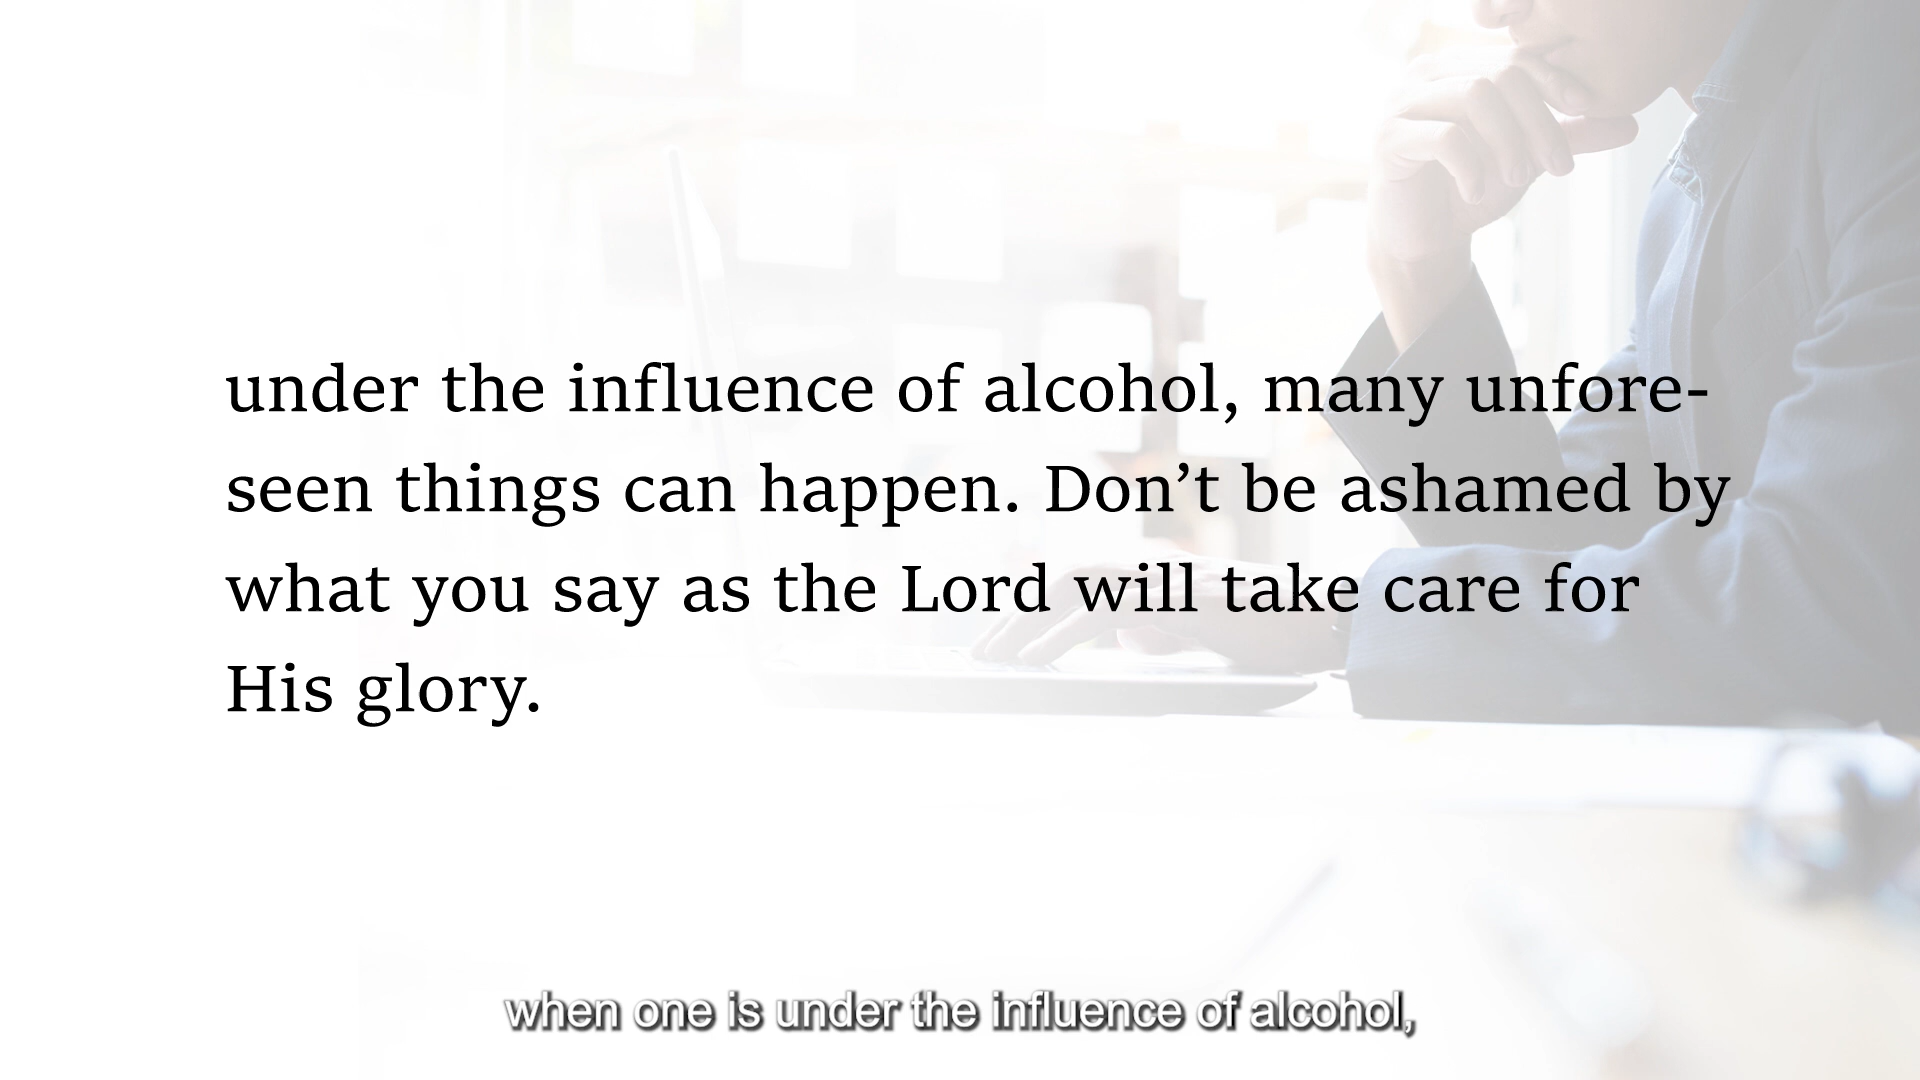 under the influence of alcohol, many unfore-
seen things can happen. Don’t be ashamed by
what you say as the Lord will take care for
His glory.
when one is under the influence of alcohol,